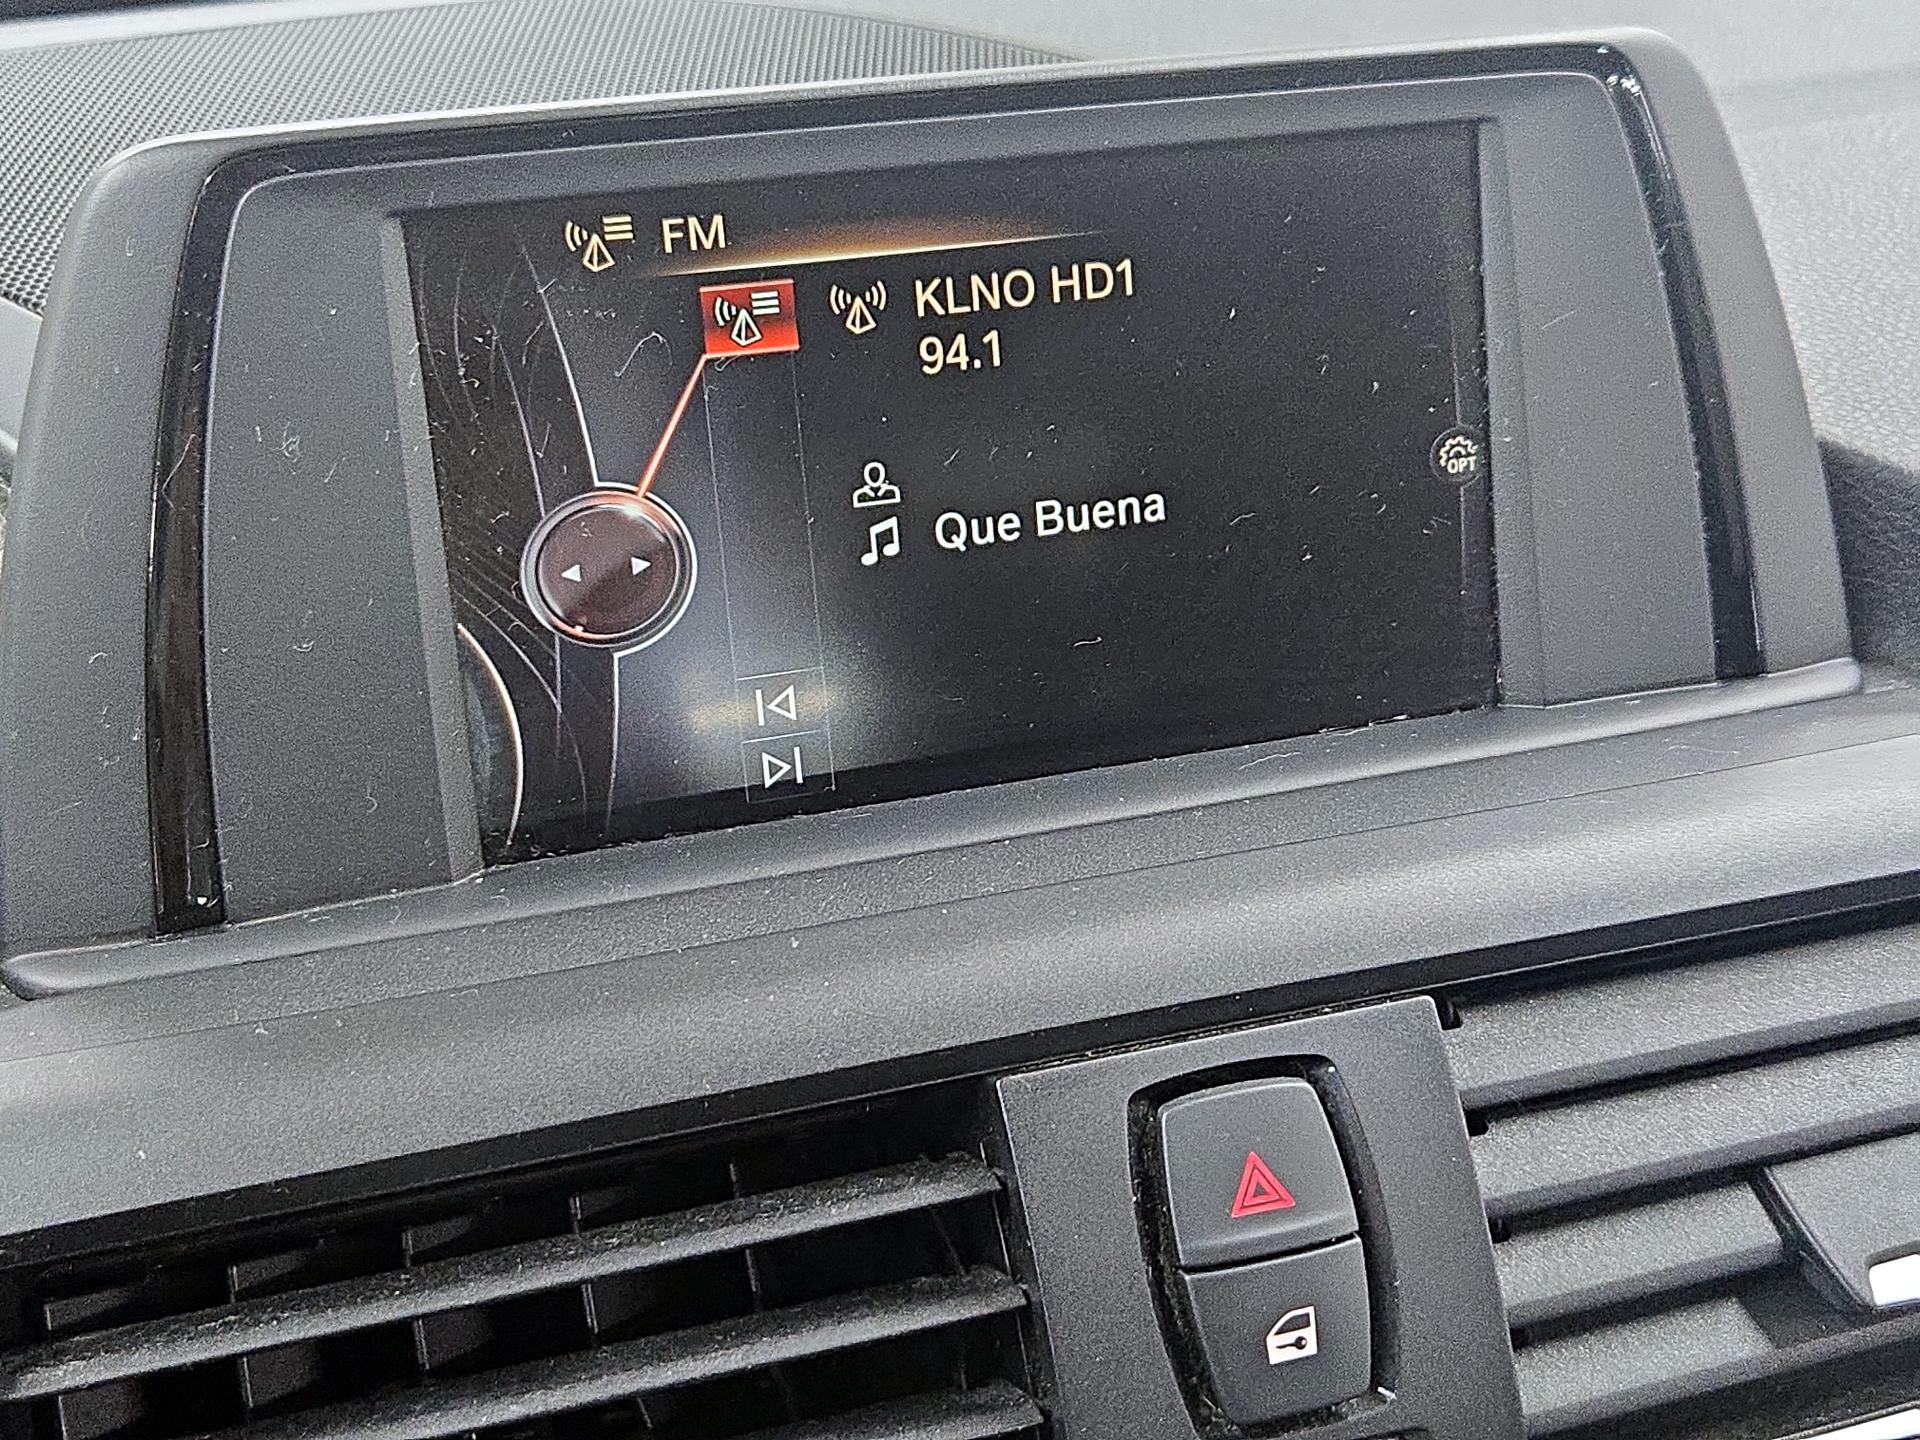 FM
KLNO HD1
94.1
Que Buena
OPT